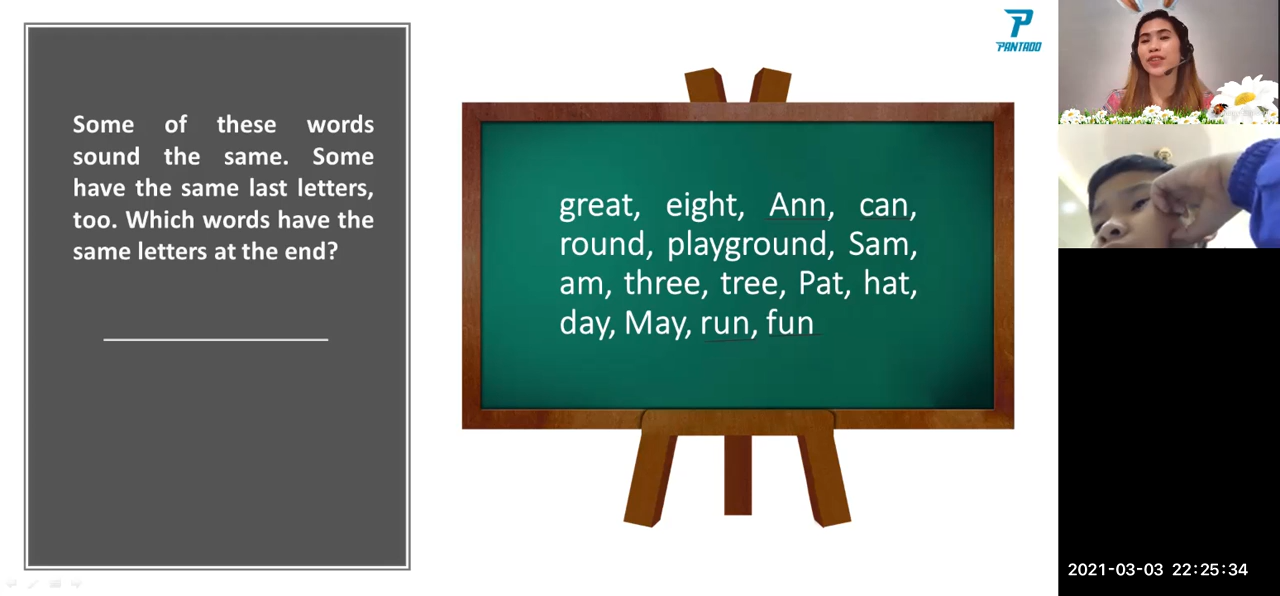 Some of these words
sound the same. Some
have the same last letters,
too. Which words have the
same letters at the end?
great, eight, Ann, can,
round, playground, Sam,
am, three, tree, Pat, hat,
day, May, run, fun
PANTADO
2021-03-03 22:25:34